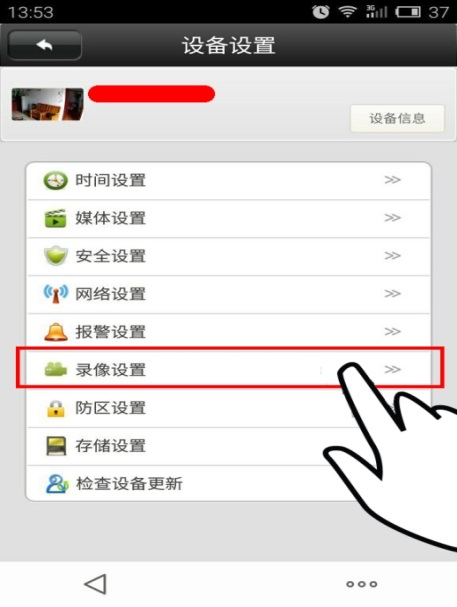 13:53
3G
37
设备设置
设备信息
时间设置
媒体设置
安全设置
网络设置
报警设置
录像设置
防区设置
存储设置
检查设备更新